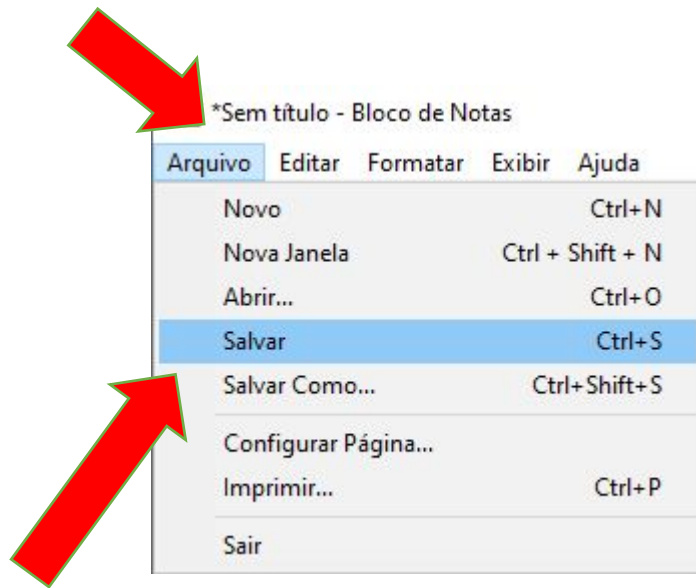 *Sem título - Bloco de Notas
Arquivo Editar Formatar Exibir Ajuda
Novo Ctrl+N
Nova Janela Ctrl + Shift + N
Abrir... Ctrl+O
Salvar Ctrl+S
Salvar Como... Ctrl+Shift+S
Configurar Página...
Imprimir... Ctrl+P
Sair